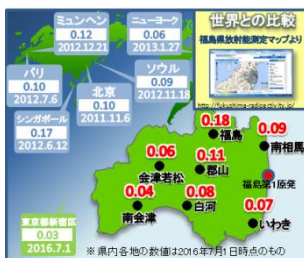 世界との比較
福島県放射能測定マップより
http://fukushima-radioactivity.jp/
ミュンヘン
0.12
2012.12.21
ニューヨーク
0.06
2013.1.27
パリ
0.10
2012.7.6
北京
0.10
2011.11.6
ソウル
0.09
2012.11.18
シンガポール
0.17
2012.6.12
東京都新宿区
0.03
2016.7.1
0.18
福島
0.09
南相馬
0.06
会津若松
0.11
郡山
福島第1原発
0.04
南会津
0.08
白河
0.07
いわき
※県内各地の数値は2016年7月1日時点のもの